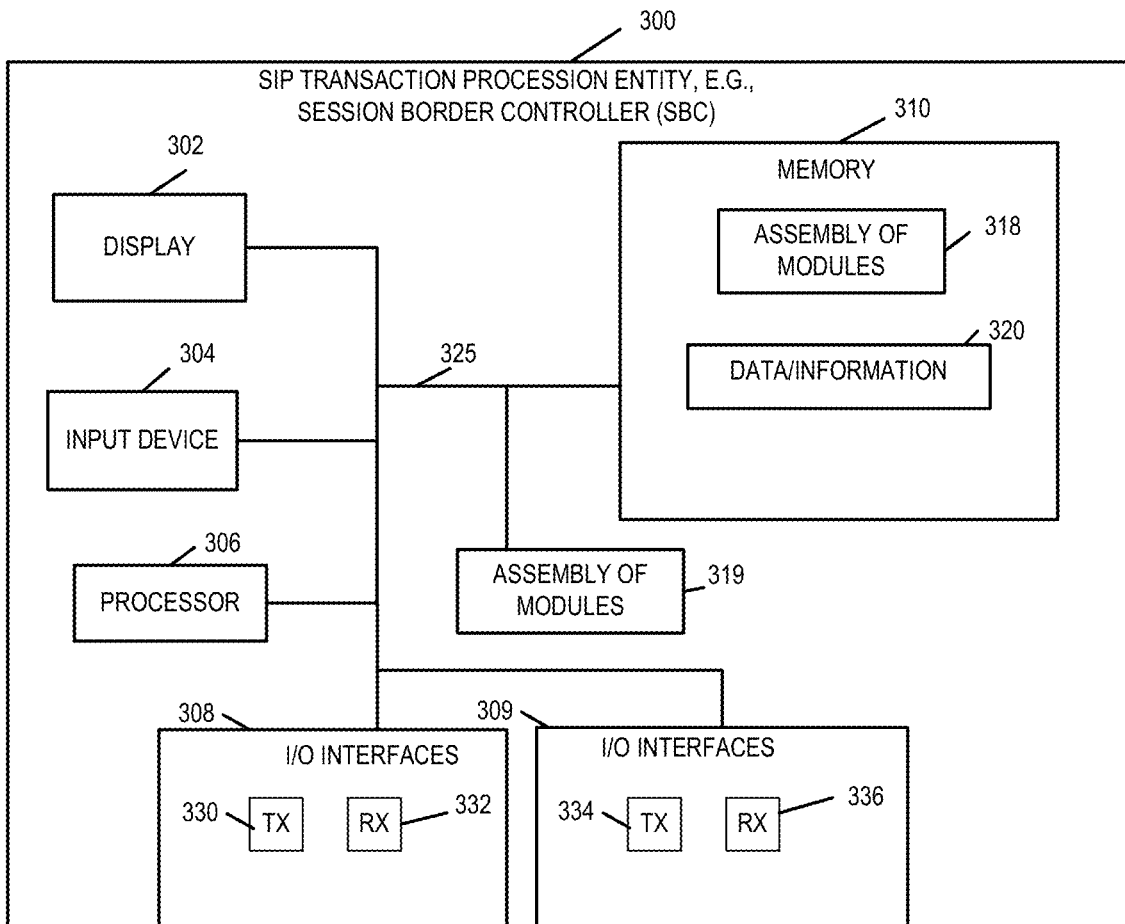 300
SIP TRANSACTION PROCESSION ENTITY, E.G.,
SESSION BORDER CONTROLLER (SBC)
310
302
MEMORY
DISPLAY
ASSEMBLY OF
MODULES
318
304
325
320
DATA/INFORMATION
INPUT DEVICE
306
PROCESSOR
ASSEMBLY OF
MODULES
319
308
309
I/O INTERFACES
I/O INTERFACES
330
TX
RX
332
334
TX
RX
336